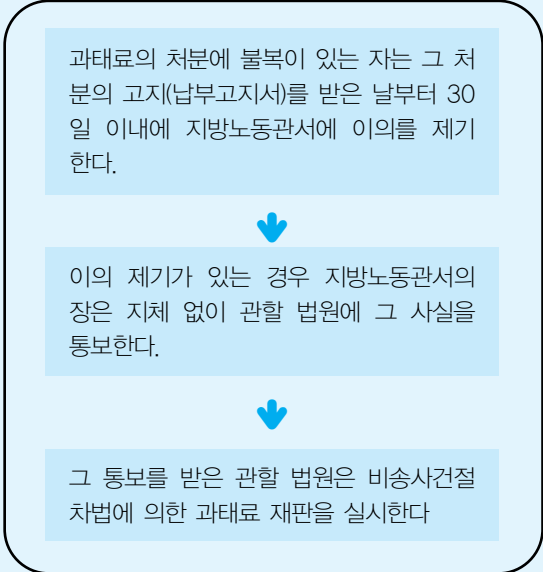 과태료의 처분에 불복이 있는 자는 그 처
분의 고지(납부고지서)를 받은 날부터 30
일 이내에 지방노동관서에 이의를 제기
한다.
이의 제기가 있는 경우 지방노동관서의
장은 지체 없이 관할 법원에 그 사실을
통보한다.
그 통보를 받은 관할 법원은 비송사건절
차법에 의한 과태료 재판을 실시한다